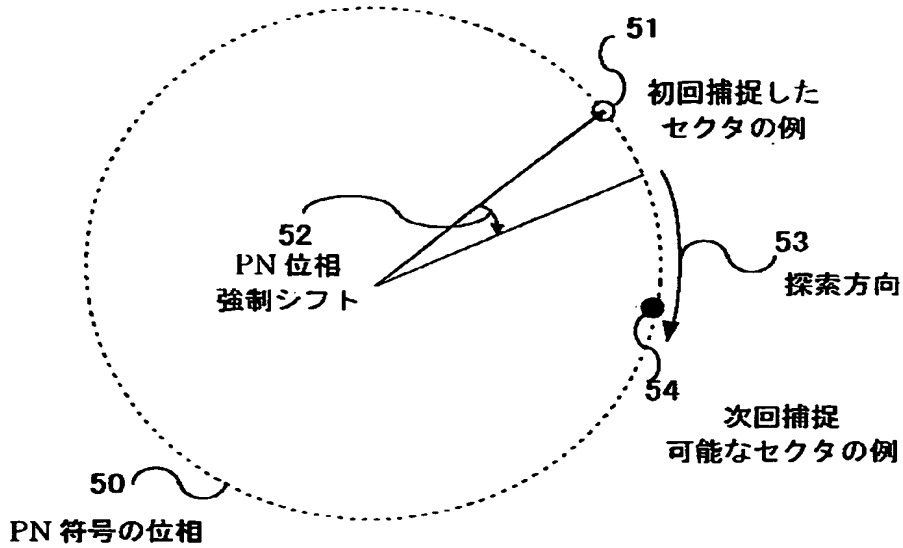 51
初回捕捉した
セクタの例
52
PN 位相
強制シフト
53
探索方向
54
次回捕捉
可能なセクタの例
50
PN 符号の位相